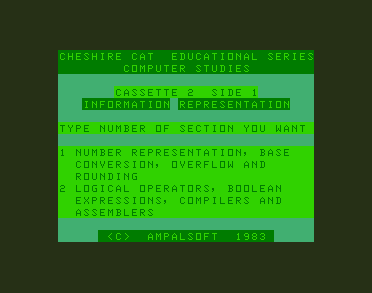 CHESHIRE CAT  EDUCATIONAL SERIES
COMPUTER STUDIES
CASSETTE 2  SIDE 1
INFORMATION REPRESENTATION
TYPE NUMBER OF SECTION YOU WANT
1 NUMBER REPRESENTATION, BASE
CONVERSION, OVERFLOW AND
ROUNDING
2 LOGICAL OPERATORS, BOOLEAN
EXPRESSIONS, COMPILERS AND
ASSEMBLERS
<C>  AMPALSOFT 1983